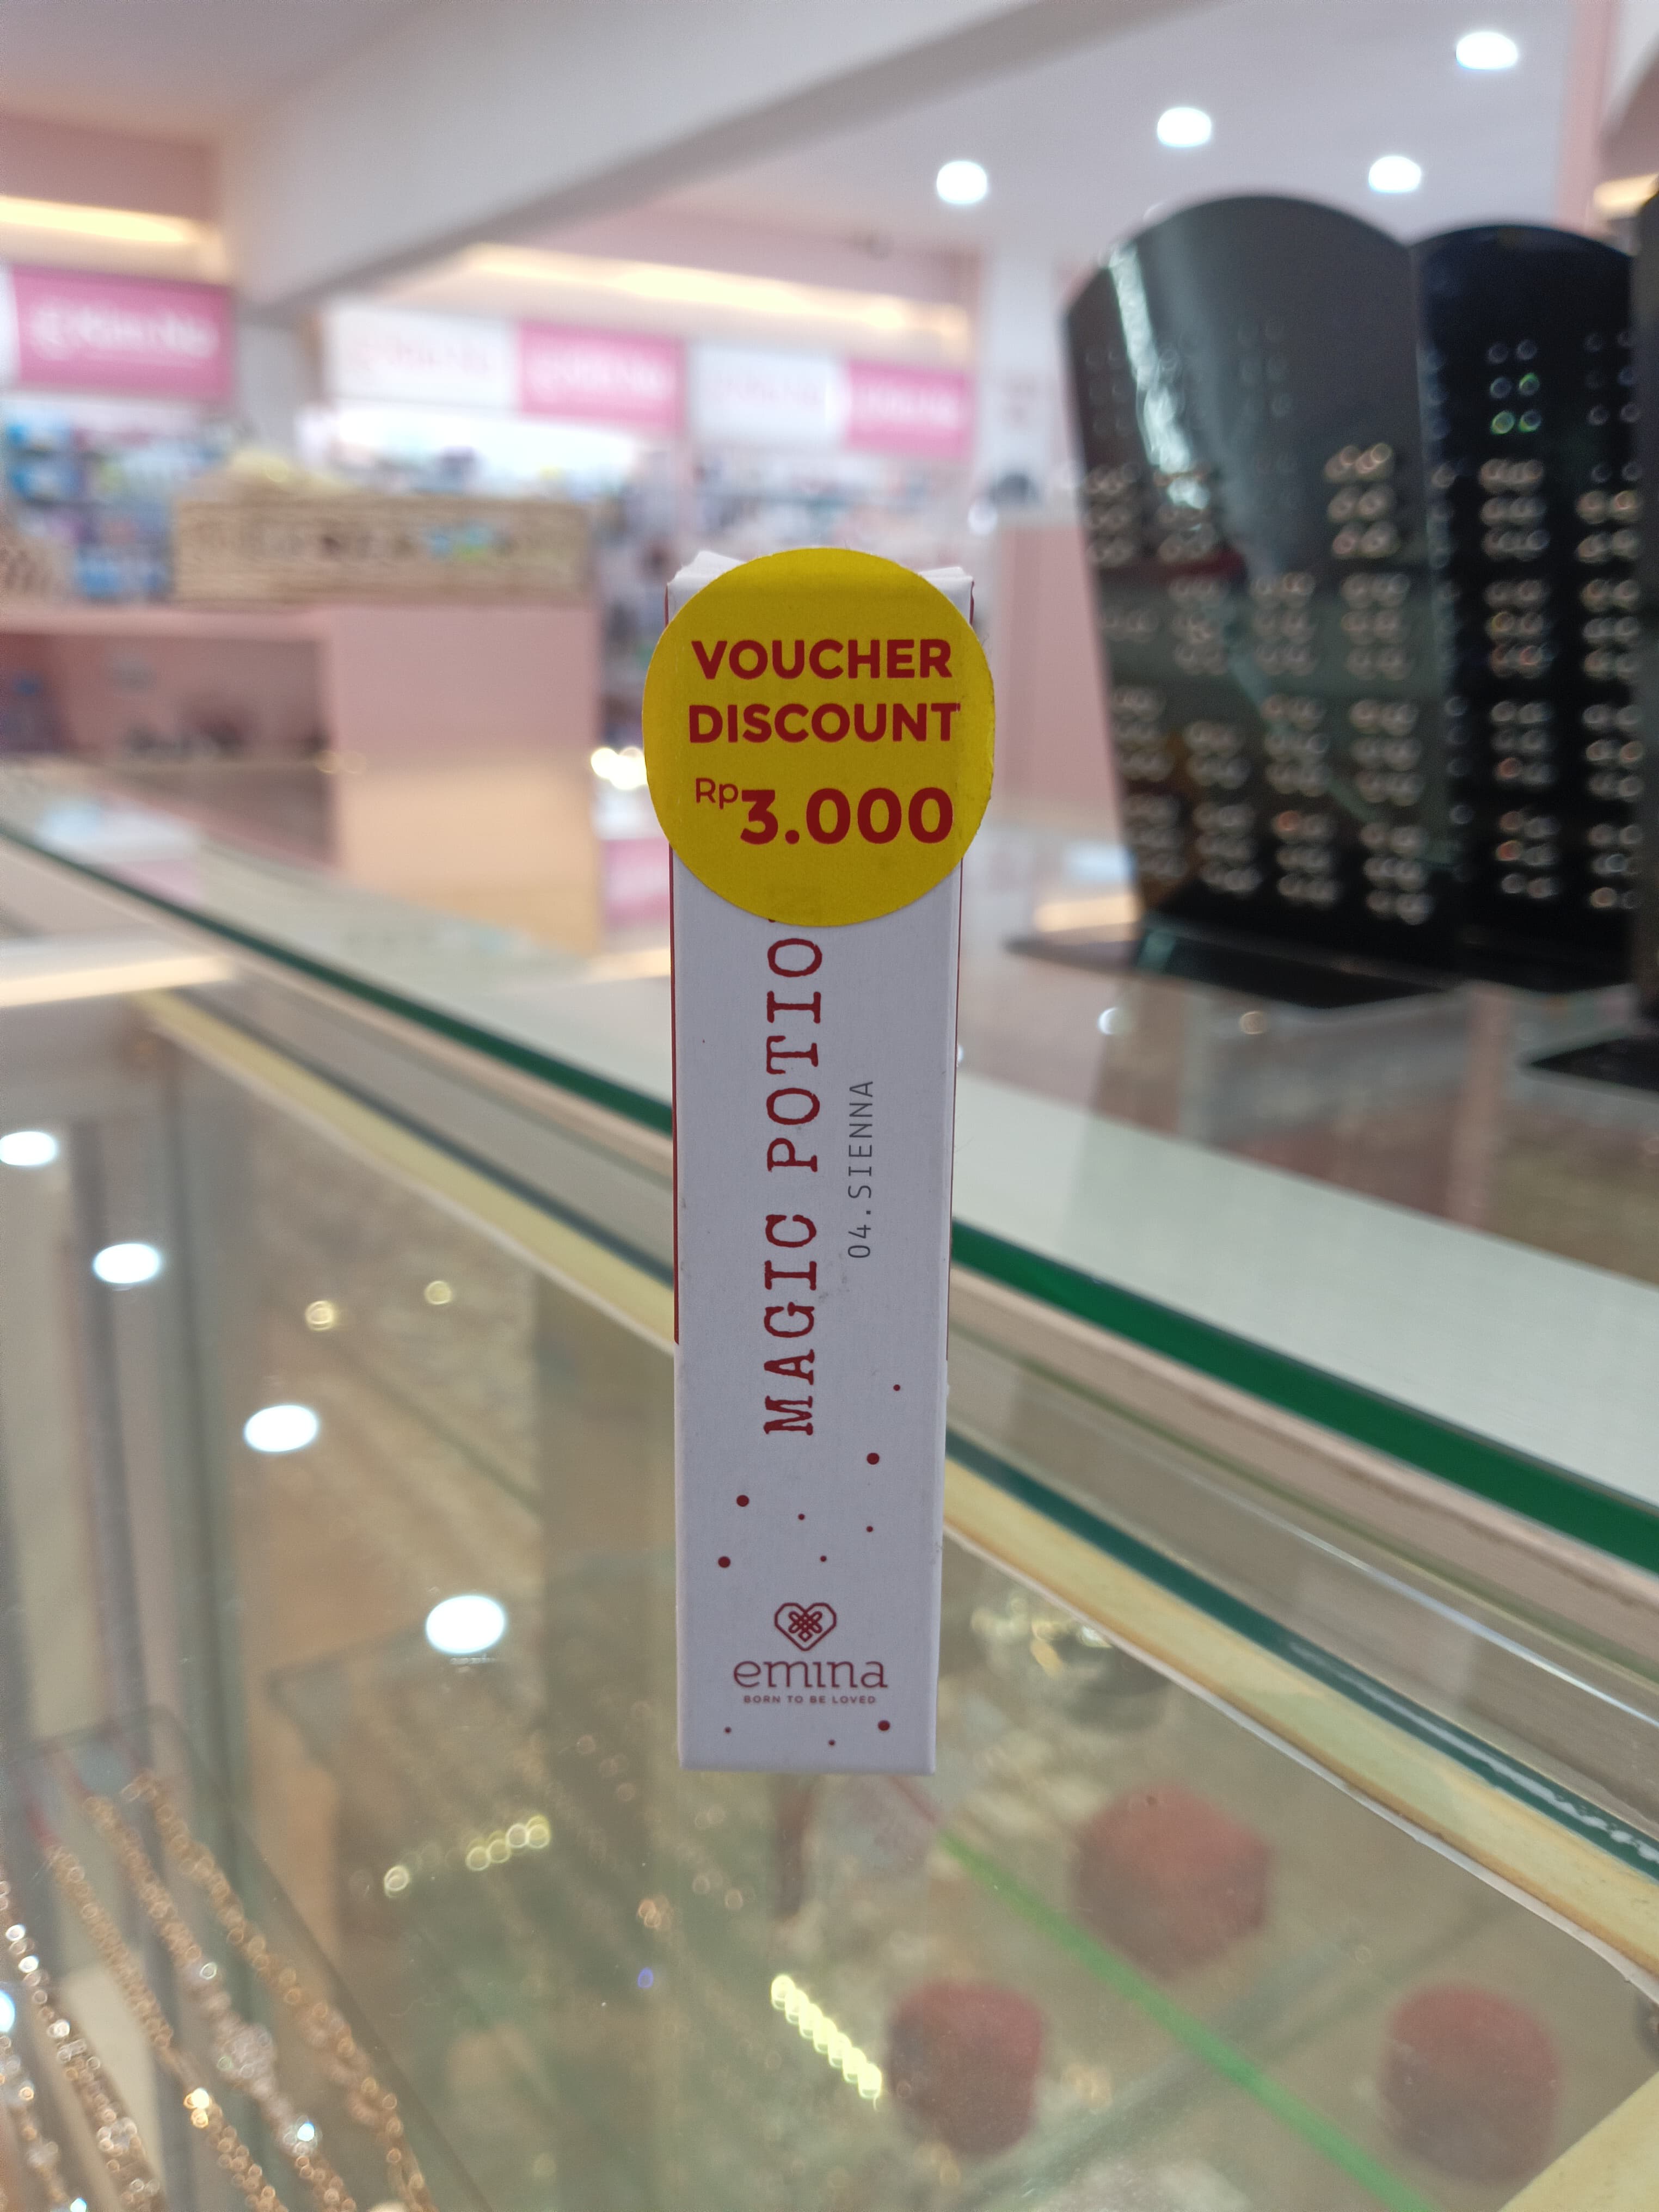 VOUCHER
DISCOUNT
Rp3.000
MAGIC POTIO
04.SIENNA
emina
BORN TO BE LOVED